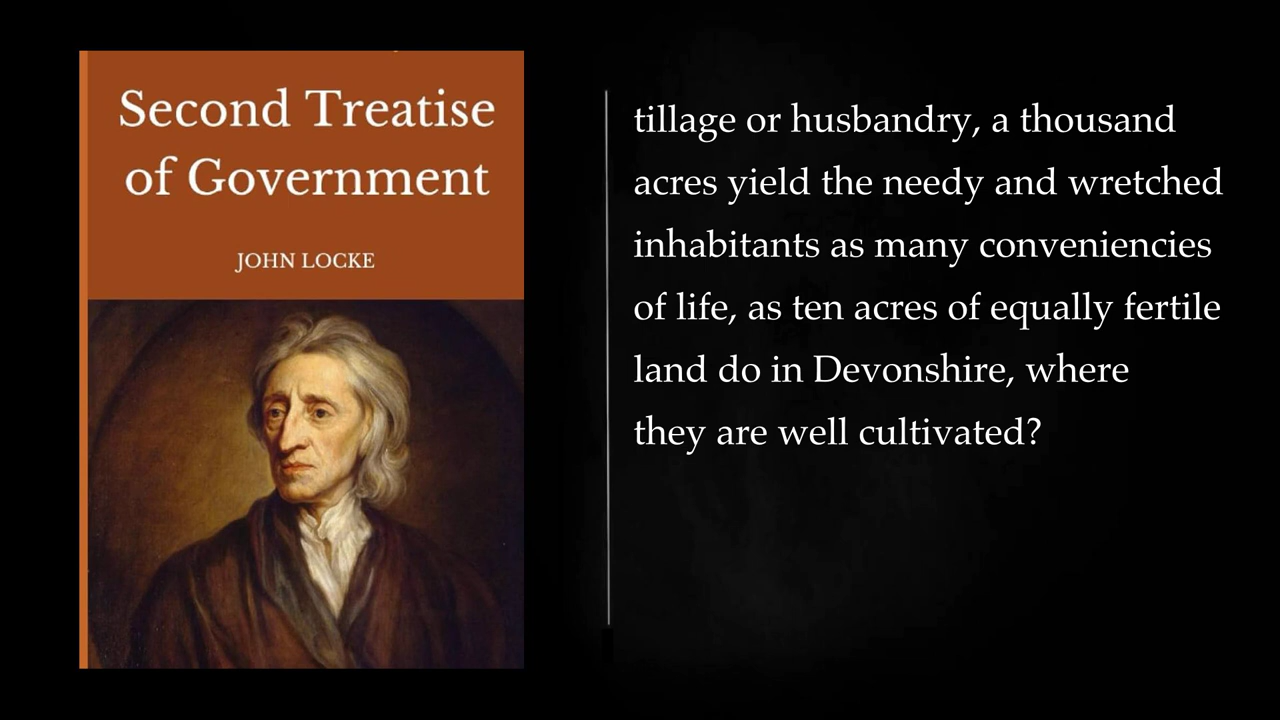 Second Treatise
of Government
JOHN LOCKE
tillage or husbandry, a thousand
acres yield the needy and wretched
inhabitants as many conveniencies
of life, as ten acres of equally fertile
land do in Devonshire, where
they are well cultivated?